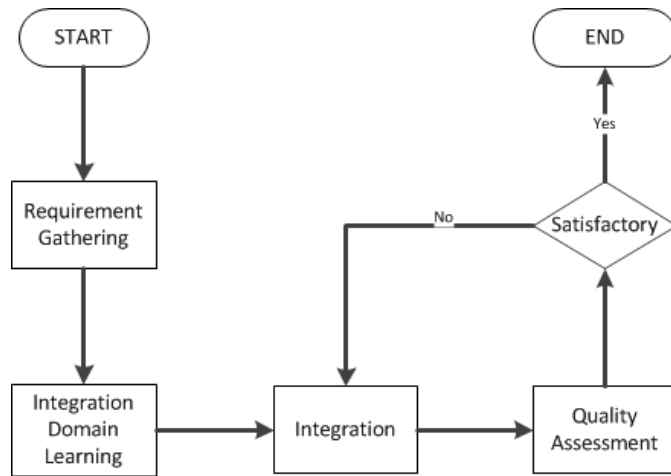 START
END
Yes
Requirement
Gathering
No
Satisfactory
Integration
Domain
Learning
Integration
Quality
Assessment